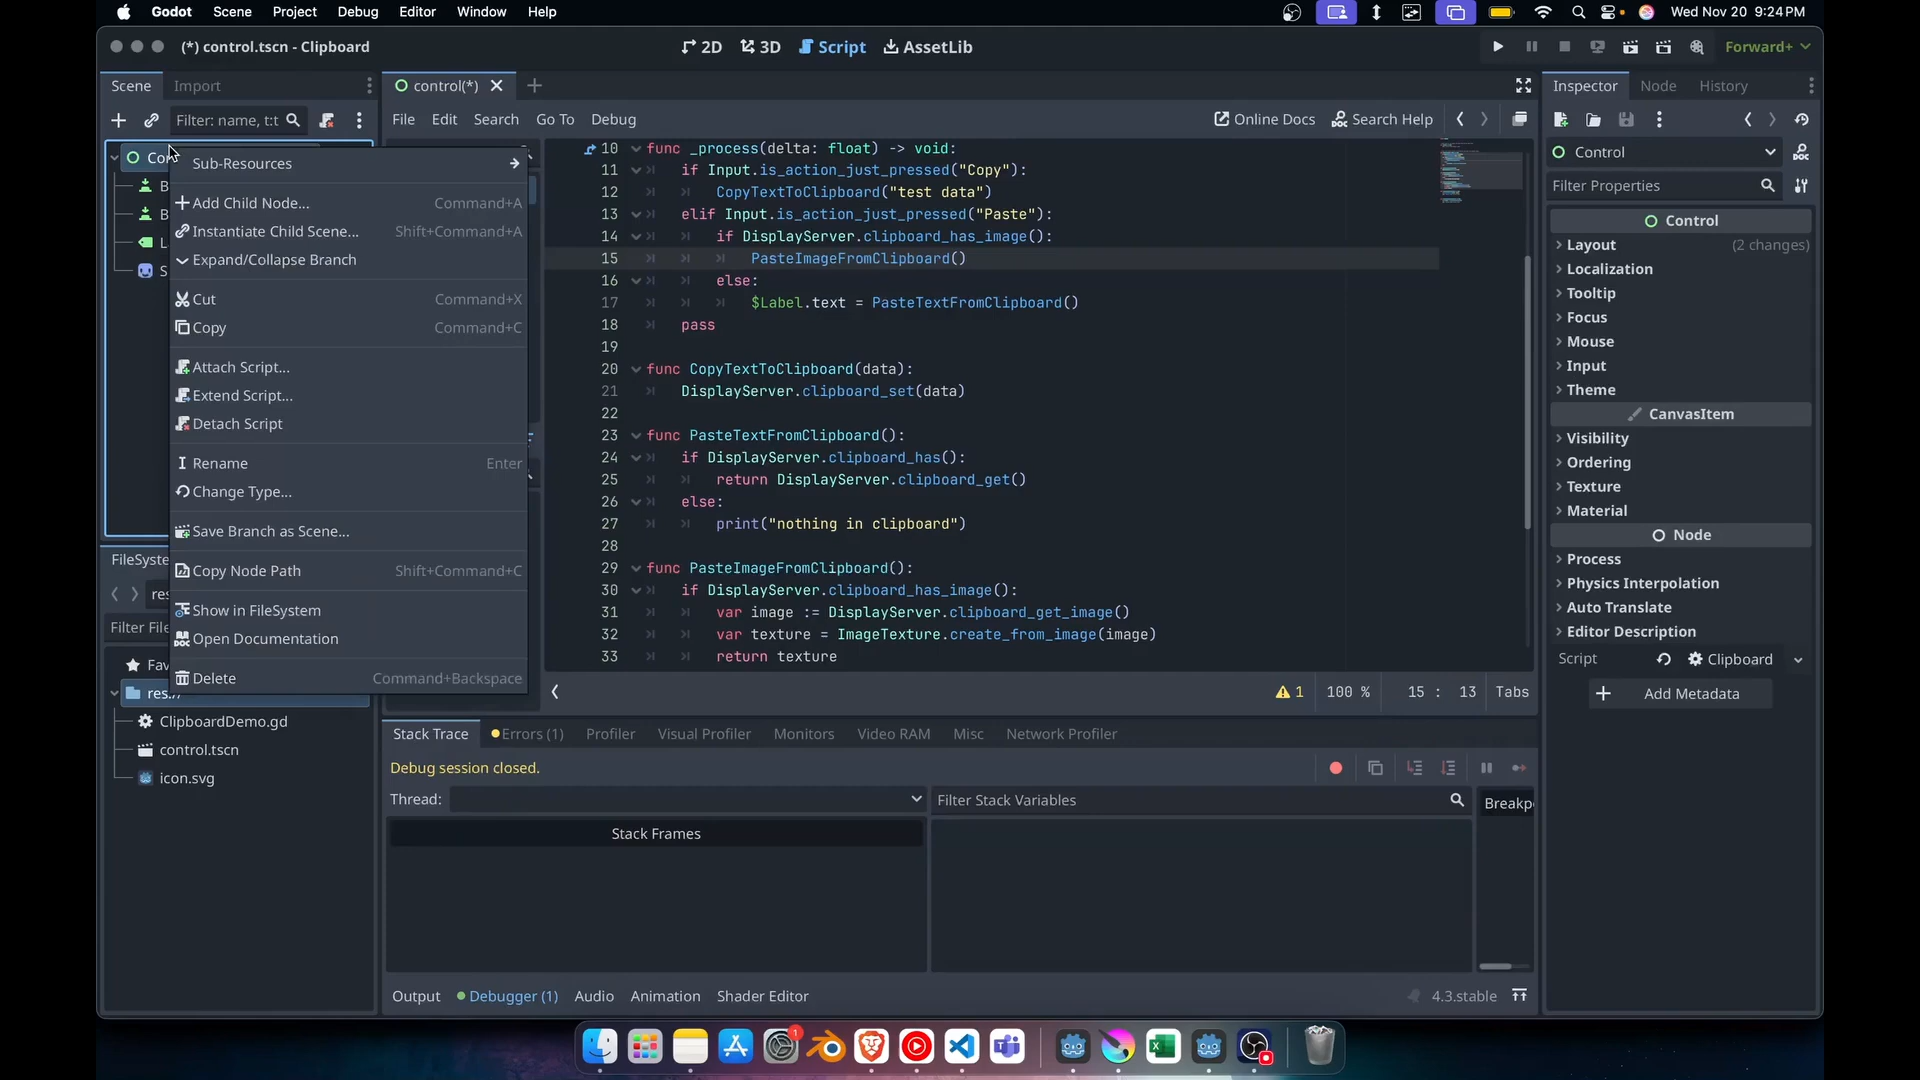 Godot Scene Project Debug Editor Window Help
Wed Nov 20 9:24 PM
(*) control.tscn - Clipboard
2D 3D Script AssetLib
Forward+
Scene Import
control(*)
Inspector Node History
Filter: name, t:t
File Edit Search Go To Debug
Online Docs Search Help
Sub-Resources
Add Child Node... Command+A
Instantiate Child Scene... Shift+Command+A
Expand/Collapse Branch
Cut Command+X
Copy Command+C
Attach Script...
Extend Script...
Detach Script
Rename Enter
Change Type...
Save Branch as Scene...
Copy Node Path Shift+Command+C
Show in FileSystem
Open Documentation
Delete Command+Backspace
FileSyste
Filter File
Fav
res://
ClipboardDemo.gd
control.tscn
icon.svg
10 func _process(delta: float) -> void:
11 if Input.is_action_just_pressed("Copy"):
12 CopyTextToClipboard("test data")
13 elif Input.is_action_just_pressed("Paste"):
14 if DisplayServer.clipboard_has_image():
15 PasteImageFromClipboard()
16 else:
17 $Label.text = PasteTextFromClipboard()
18 pass
19
20 func CopyTextToClipboard(data):
21 DisplayServer.clipboard_set(data)
22
23 func PasteTextFromClipboard():
24 if DisplayServer.clipboard_has():
25 return DisplayServer.clipboard_get()
26 else:
27 print("nothing in clipboard")
28
29 func PasteImageFromClipboard():
30 if DisplayServer.clipboard_has_image():
31 var image := DisplayServer.clipboard_get_image()
32 var texture = ImageTexture.create_from_image(image)
33 return texture
1 100 % 15 : 13 Tabs
Stack Trace Errors (1) Profiler Visual Profiler Monitors Video RAM Misc Network Profiler
Debug session closed.
Thread:
Filter Stack Variables
Breakp
Stack Frames
Output Debugger (1) Audio Animation Shader Editor
4.3.stable
Control
Filter Properties
Control
Layout (2 changes)
Localization
Tooltip
Focus
Mouse
Input
Theme
CanvasItem
Visibility
Ordering
Texture
Material
Node
Process
Physics Interpolation
Auto Translate
Editor Description
Script Clipboard
Add Metadata
1